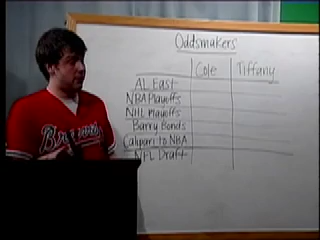 Oddsmakers
Cole Tiffany
AL East
NBA Playoffs
NHL Playoffs
Barry Bonds
Calipari to NBA
NFL Draft
Braves